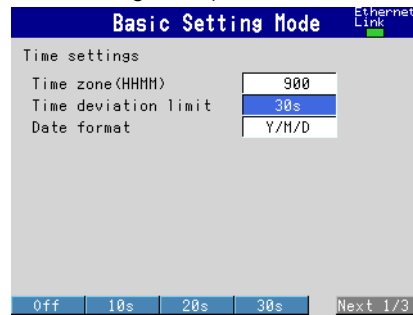 Basic Setting Mode
Ethernet
Link
Time settings
Time zone(HHMM) 900
Time deviation limit 30s
Date format Y/M/D
Off 10s 20s 30s Next 1/3